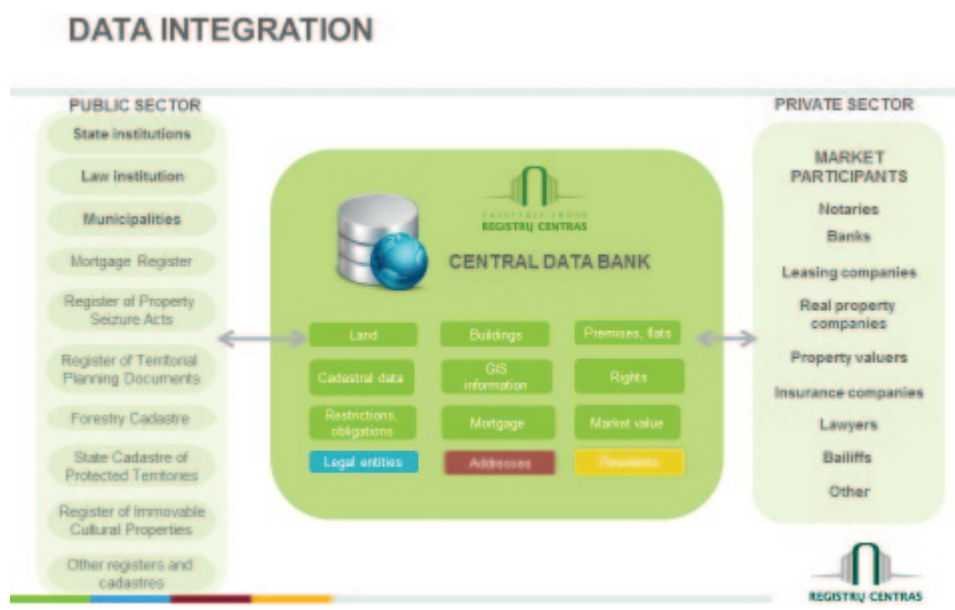 DATA INTEGRATION
PUBLIC SECTOR
State institutions
Law institution
Municipalities
Mortgage Register
Register of Property
Seizure Acts
Register of Territorial
Planning Documents
Forestry Cadastre
State Cadastre of
Protected Territories
Register of Immovable
Cultural Properties
Other registers and
cadastres
REGISTRŲ CENTRAS
CENTRAL DATA BANK
Land
Buildings
Premises, flats
Cadastral data
GIS
information
Rights
Restrictions,
obligations
Mortgage
Market value
Legal entities
Addresses
Residents
PRIVATE SECTOR
MARKET
PARTICIPANTS
Notaries
Banks
Leasing companies
Real property
companies
Property valuers
Insurance companies
Lawyers
Bailiffs
Other
REGISTRŲ CENTRAS